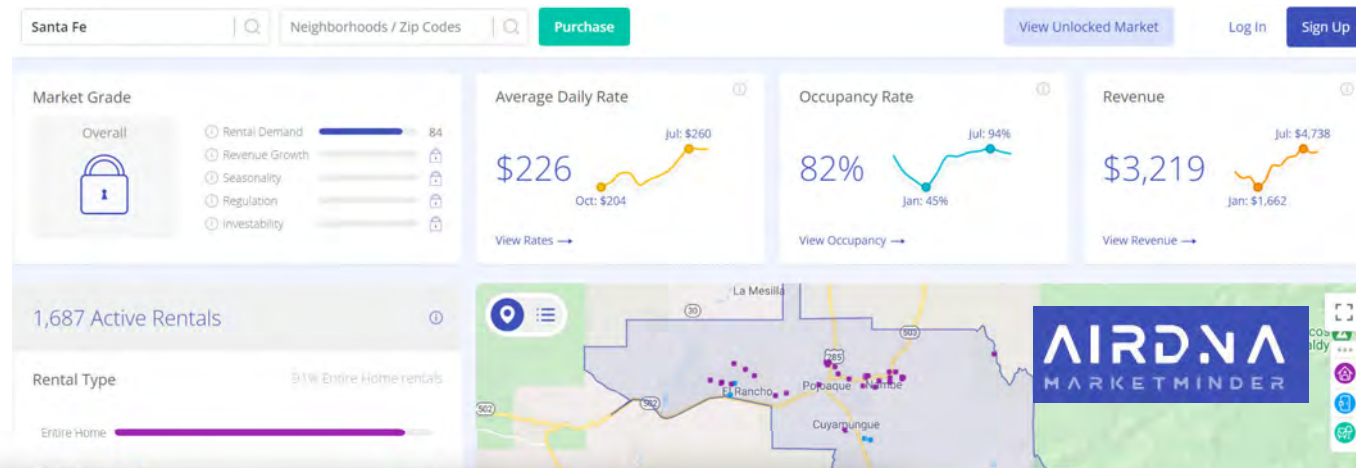 Santa Fe
Neighborhoods / Zip Codes
Purchase
View Unlocked Market
Log In
Sign Up
Market Grade
Overall
1
Rental Demand 84
Revenue Growth
Seasonality
Regulation
Investability
Average Daily Rate
$226
Jul: $260
Oct: $204
View Rates →
Occupancy Rate
82%
Jul: 94%
Jan: 45%
View Occupancy →
Revenue
$3,219
Jul: $4,738
Jan: $1,662
View Revenue →
1,687 Active Rentals
Rental Type
91% Entire Home rentals
Entire Home
La Mesilla
30
503
285
El Rancho
Pojoaque
Nambe
502
502
Cuyamungue
AIRDNA
MARKETMINDER